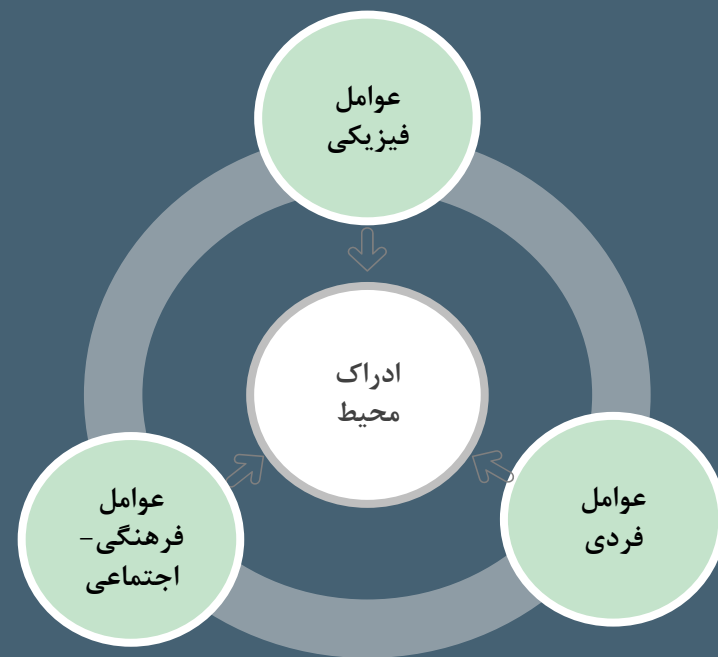 عوامل
فیزیکی
ادراک
محیط
عوامل
فردی
عوامل
فرهنگی-
اجتماعی